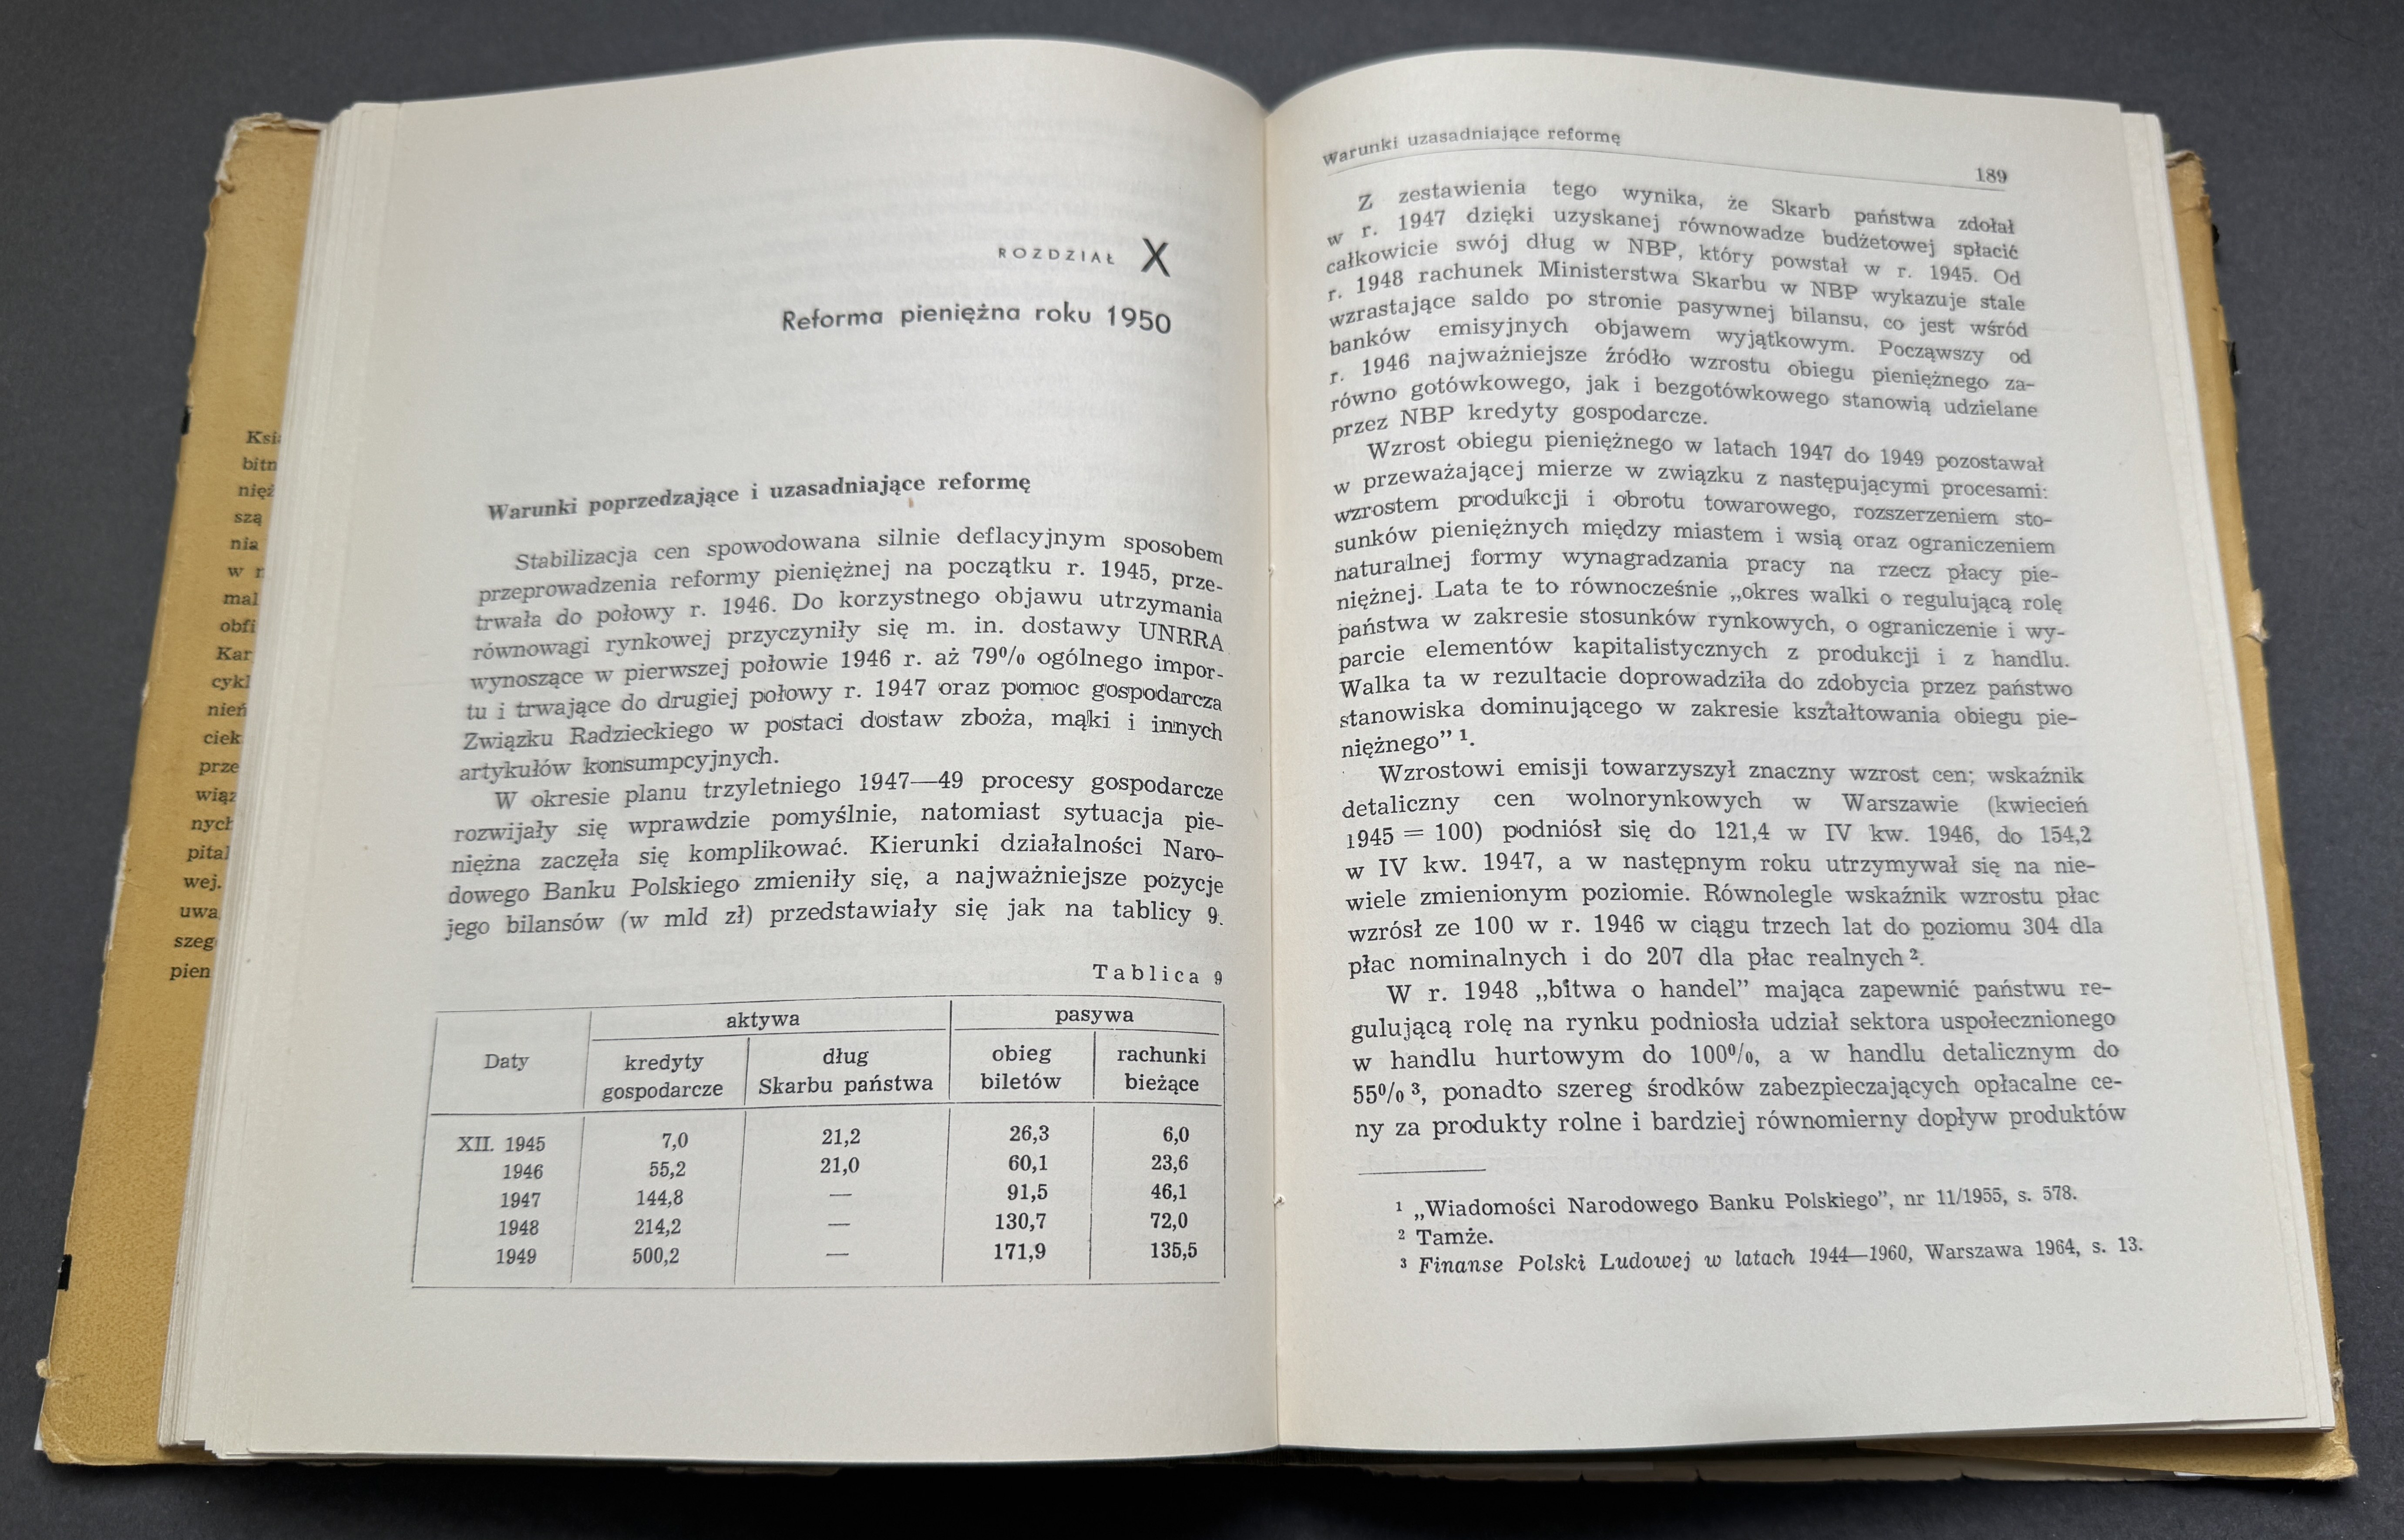 Ksią
bitn
nież
szą
nia
w r
mal
obfi
Kar
cykl
nień
ciek
prze
wiąz
nych
pital
wej.
uwa
szeg
pien
ROZDZIAŁ X
Reforma pieniężna roku 1950
Warunki poprzedzające i uzasadniające reformę
Stabilizacja cen spowodowana silnie deflacyjnym sposobem
przeprowadzenia reformy pieniężnej na początku r. 1945, prze-
trwała do połowy r. 1946. Do korzystnego objawu utrzymania
równowagi rynkowej przyczyniły się m. in. dostawy UNRRA
wynoszące w pierwszej połowie 1946 r. aż 79% ogólnego impor-
tu i trwające do drugiej połowy r. 1947 oraz pomoc gospodarcza
Związku Radzieckiego w postaci dostaw zboża, mąki i innych
artykułów konsumpcyjnych.
W okresie planu trzyletniego 1947—49 procesy gospodarcze
rozwijały się wprawdzie pomyślnie, natomiast sytuacja pie-
niężna zaczęła się komplikować. Kierunki działalności Naro-
dowego Banku Polskiego zmieniły się, a najważniejsze pozycje
jego bilansów (w mld zł) przedstawiały się jak na tablicy 9.
Tablica 9
Daty aktywa pasywa
kredyty dług obieg rachunki
gospodarcze Skarbu państwa biletów bieżące
XII. 1945 7,0 21,2 26,3 6,0
1946 55,2 21,0 60,1 23,6
1947 144,8 — 91,5 46,1
1948 214,2 — 130,7 72,0
1949 500,2 — 171,9 135,5
Warunki uzasadniające reformę 189
Z zestawienia tego wynika, że Skarb państwa zdołał
w r. 1947 dzięki uzyskanej równowadze budżetowej spłacić
całkowicie swój dług w NBP, który powstał w r. 1945. Od
r. 1948 rachunek Ministerstwa Skarbu w NBP wykazuje stale
wzrastające saldo po stronie pasywnej bilansu, co jest wśród
banków emisyjnych objawem wyjątkowym. Począwszy od
r. 1946 najważniejsze źródło wzrostu obiegu pieniężnego za-
równo gotówkowego, jak i bezgotówkowego stanowią udzielane
przez NBP kredyty gospodarcze.
Wzrost obiegu pieniężnego w latach 1947 do 1949 pozostawał
w przeważającej mierze w związku z następującymi procesami:
wzrostem produkcji i obrotu towarowego, rozszerzeniem sto-
sunków pieniężnych między miastem i wsią oraz ograniczeniem
naturalnej formy wynagradzania pracy na rzecz płacy pie-
niężnej. Lata te to równocześnie „okres walki o regulującą rolę
państwa w zakresie stosunków rynkowych, o ograniczenie i wy-
parcie elementów kapitalistycznych z produkcji i z handlu.
Walka ta w rezultacie doprowadziła do zdobycia przez państwo
stanowiska dominującego w zakresie kształtowania obiegu pie-
niężnego” ¹.
Wzrostowi emisji towarzyszył znaczny wzrost cen; wskaźnik
detaliczny cen wolnorynkowych w Warszawie (kwiecień
1945 = 100) podniósł się do 121,4 w IV kw. 1946, do 154,2
w IV kw. 1947, a w następnym roku utrzymywał się na nie-
wiele zmienionym poziomie. Równolegle wskaźnik wzrostu płac
wzrósł ze 100 w r. 1946 w ciągu trzech lat do poziomu 304 dla
płac nominalnych i do 207 dla płac realnych ².
W r. 1948 „bitwa o handel” mająca zapewnić państwu re-
gulującą rolę na rynku podniosła udział sektora uspołecznionego
w handlu hurtowym do 100%, a w handlu detalicznym do
55% ³, ponadto szereg środków zabezpieczających opłacalne ce-
ny za produkty rolne i bardziej równomierny dopływ produktów
¹ „Wiadomości Narodowego Banku Polskiego”, nr 11/1955, s. 578.
² Tamże.
³ Finanse Polski Ludowej w latach 1944—1960, Warszawa 1964, s. 13.